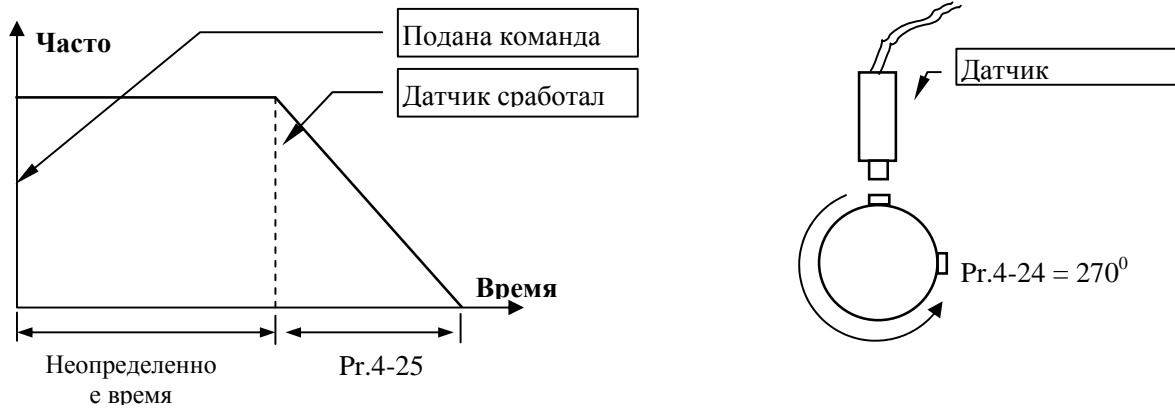 Часто
Подана команда
Датчик сработал
Время
Неопределенно
е время
Pr.4-25
Датчик
Pr.4-24 = 270⁰